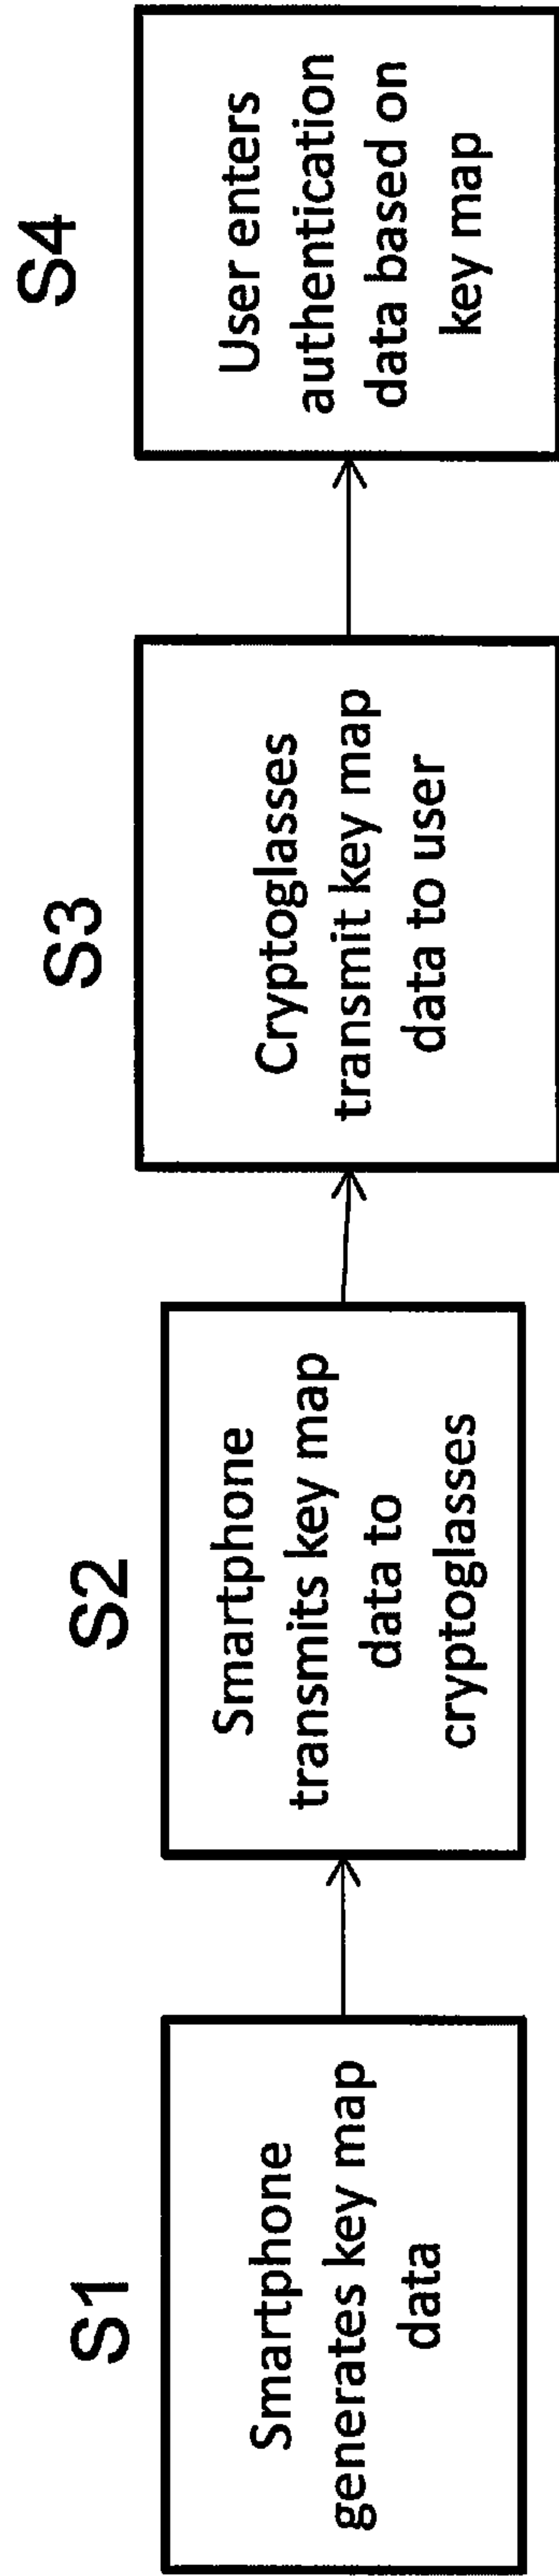 S1
Smartphone
generates key map
data
S2
Smartphone
transmits key map
data to
cryptoglasses
S3
Cryptoglasses
transmit key map
data to user
S4
User enters
authentication
data based on
key map